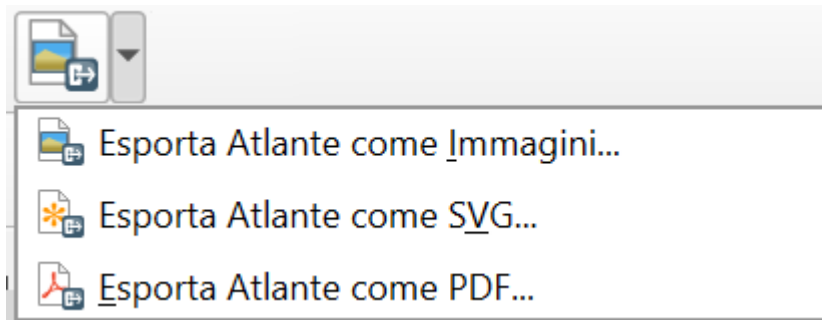 Esporta Atlante come Immagini...
Esporta Atlante come SVG...
Esporta Atlante come PDF...